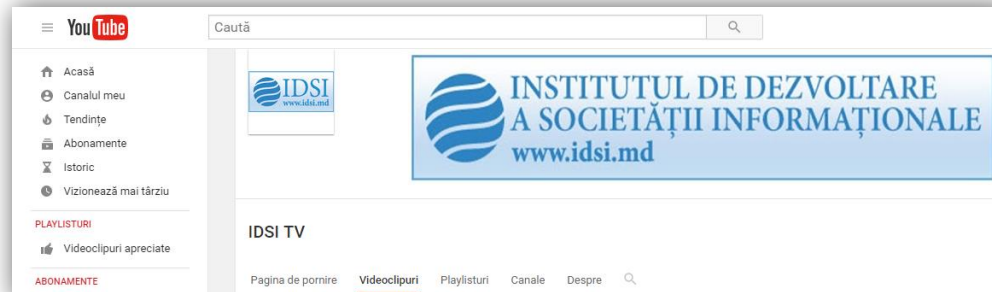 YouTube
Caută
Acasă
Canalul meu
Tendințe
Abonamente
Istoric
Vizionează mai târziu
PLAYLISTURI
Videoclipuri apreciate
ABONAMENTE
IDSI
www.idsi.md
INSTITUTUL DE DEZVOLTARE
A SOCIETĂȚII INFORMAȚIONALE
www.idsi.md
IDSI TV
Pagina de pornire Videoclipuri Playlisturi Canale Despre